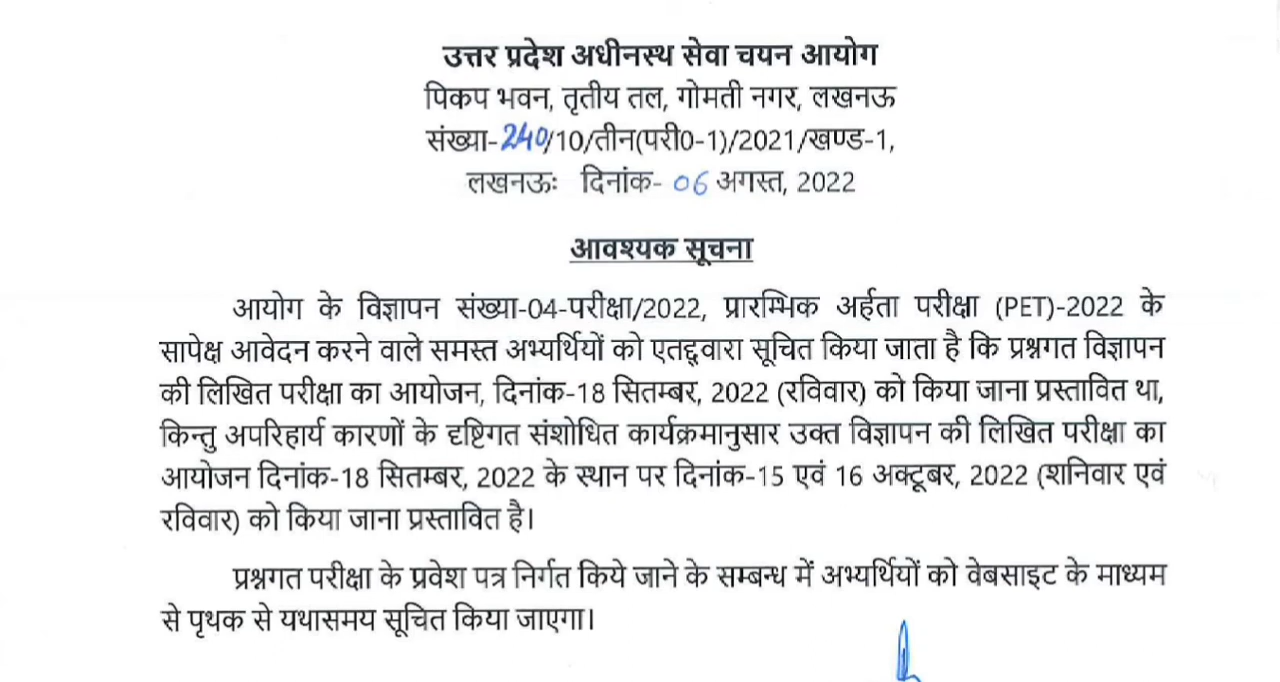 उत्तर प्रदेश अधीनस्थ सेवा चयन आयोग
पिकप भवन, तृतीय तल, गोमती नगर, लखनऊ
संख्या-240/10/तीन(परी0-1)/2021/खण्ड-1,
लखनऊः दिनांक- 06 अगस्त, 2022
आवश्यक सूचना
आयोग के विज्ञापन संख्या-04-परीक्षा/2022, प्रारम्भिक अर्हता परीक्षा (PET)-2022 के
सापेक्ष आवेदन करने वाले समस्त अभ्यर्थियों को एतद्द्वारा सूचित किया जाता है कि प्रश्नगत विज्ञापन
की लिखित परीक्षा का आयोजन, दिनांक-18 सितम्बर, 2022 (रविवार) को किया जाना प्रस्तावित था,
किन्तु अपरिहार्य कारणों के दृष्टिगत संशोधित कार्यक्रमानुसार उक्त विज्ञापन की लिखित परीक्षा का
आयोजन दिनांक-18 सितम्बर, 2022 के स्थान पर दिनांक-15 एवं 16 अक्टूबर, 2022 (शनिवार एवं
रविवार) को किया जाना प्रस्तावित है।
प्रश्नगत परीक्षा के प्रवेश पत्र निर्गत किये जाने के सम्बन्ध में अभ्यर्थियों को वेबसाइट के माध्यम
से पृथक से यथासमय सूचित किया जाएगा।